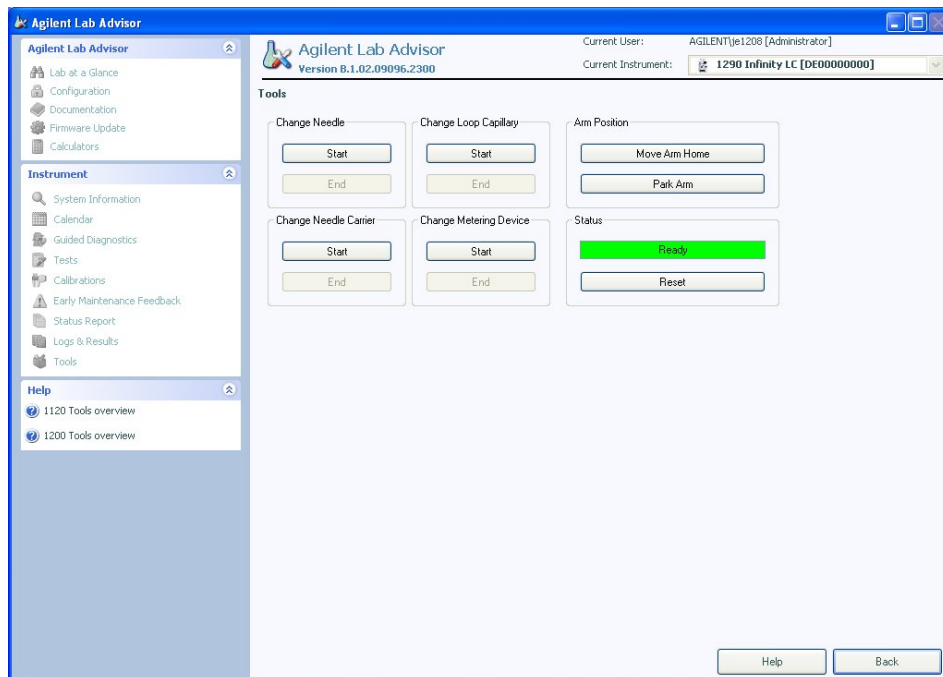 Agilent Lab Advisor
Agilent Lab Advisor
Lab at a Glance
Configuration
Documentation
Firmware Update
Calculators
Instrument
System Information
Calendar
Guided Diagnostics
Tests
Calibrations
Early Maintenance Feedback
Status Report
Logs & Results
Tools
Help
1120 Tools overview
1200 Tools overview
Agilent Lab Advisor
Version B.1.02.09096.2300
Current User: AGILENT\je1208 [Administrator]
Current Instrument: 1290 Infinity LC [DE00000000]
Tools
Change Needle
Start
End
Change Loop Capillary
Start
End
Arm Position
Move Arm Home
Park Arm
Change Needle Carrier
Start
End
Change Metering Device
Start
End
Status
Ready
Reset
Help
Back